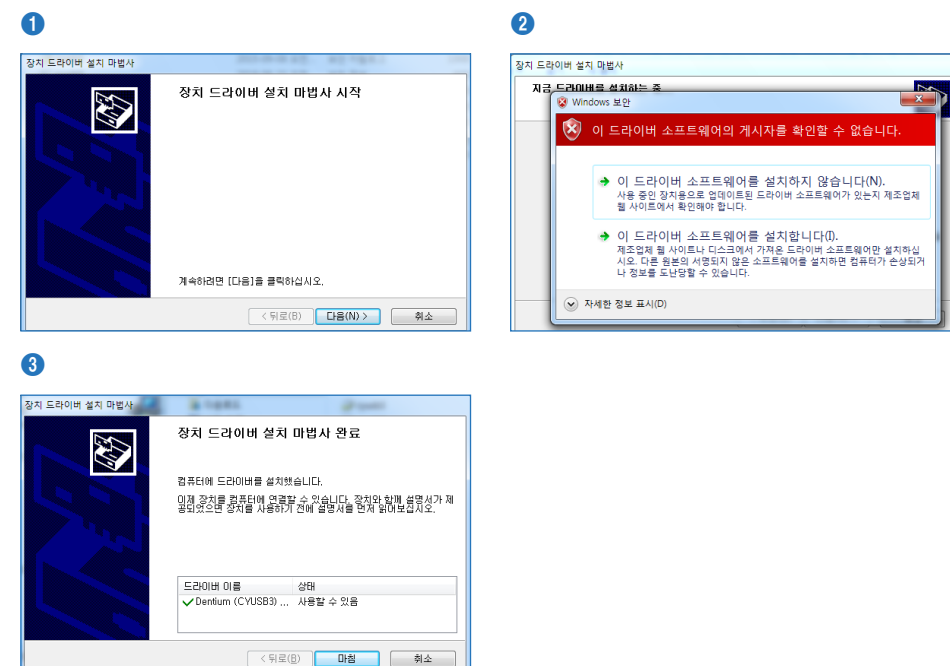 1
장치 드라이버 설치 마법사
장치 드라이버 설치 마법사 시작
계속하려면 [다음]을 클릭하십시오.
< 뒤로(B)
다음(N) >
취소
2
장치 드라이버 설치 마법사
지금 드라이버를 설치하는 중
Windows 보안
이 드라이버 소프트웨어의 게시자를 확인할 수 없습니다.
이 드라이버 소프트웨어를 설치하지 않습니다(N).
사용 중인 장치용으로 업데이트된 드라이버 소프트웨어가 있는지 제조업체
웹 사이트에서 확인해야 합니다.
이 드라이버 소프트웨어를 설치합니다(I).
제조업체 웹 사이트나 디스크에서 가져온 드라이버 소프트웨어만 설치하십
시오. 다른 원본의 서명되지 않은 소프트웨어를 설치하면 컴퓨터가 손상되거
나 정보를 도난당할 수 있습니다.
자세한 정보 표시(D)
3
장치 드라이버 설치 마법사
장치 드라이버 설치 마법사 완료
컴퓨터에 드라이버를 설치했습니다.
이제 장치를 컴퓨터에 연결할 수 있습니다. 장치와 함께 설명서가 제
공되었으면 장치를 사용하기 전에 설명서를 먼저 읽어보십시오.
드라이버 이름 상태
Dentium (CYUSB3) ... 사용할 수 있음
< 뒤로(B)
마침
취소